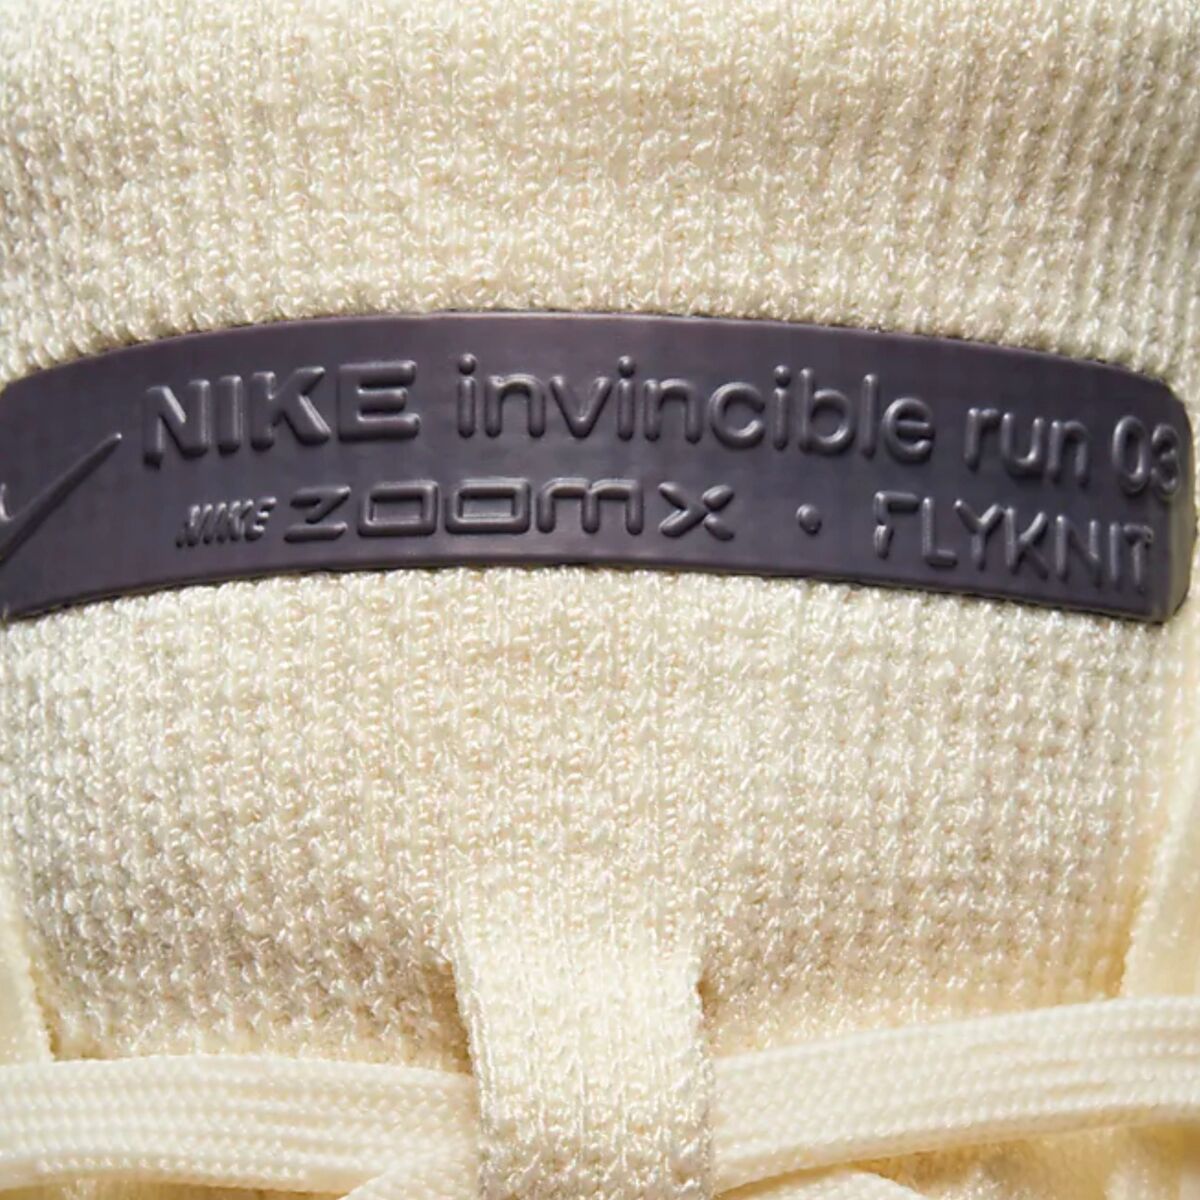 NIKE invincible run 03
NIKE ZOOMX · FLYKNIT